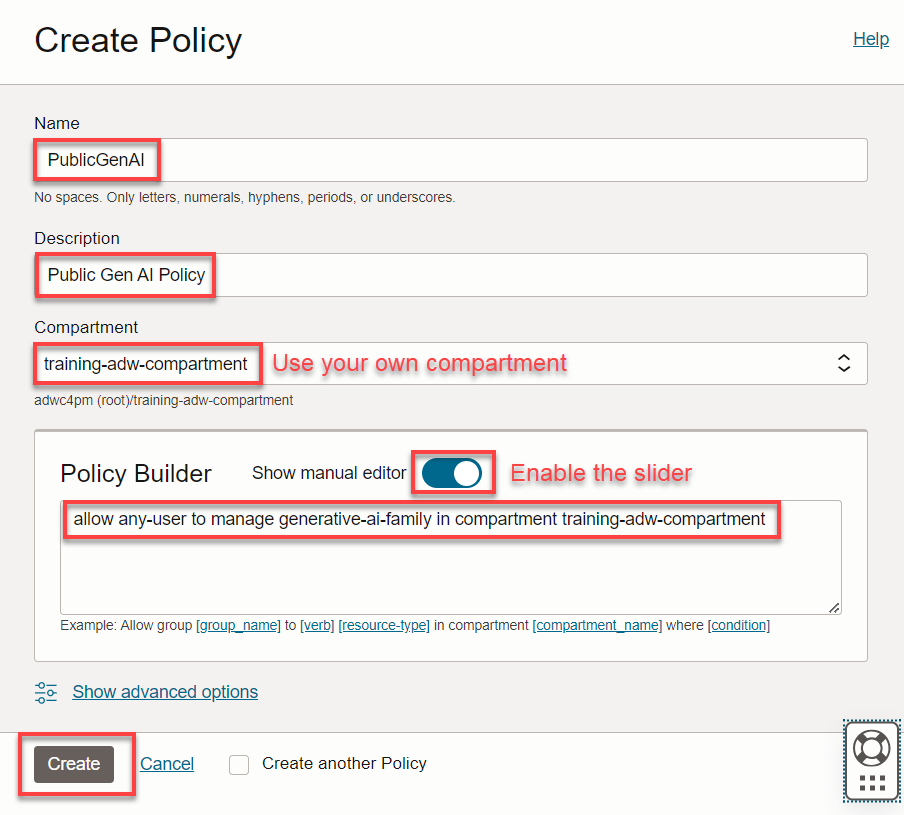 Create Policy
Help
Name
PublicGenAI
No spaces. Only letters, numerals, hyphens, periods, or underscores.
Description
Public Gen AI Policy
Compartment
training-adw-compartment Use your own compartment
adwc4pm (root)/training-adw-compartment
Policy Builder Show manual editor Enable the slider
allow any-user to manage generative-ai-family in compartment training-adw-compartment
Example: Allow group [group_name] to [verb] [resource-type] in compartment [compartment_name] where [condition]
Show advanced options
Create Cancel Create another Policy